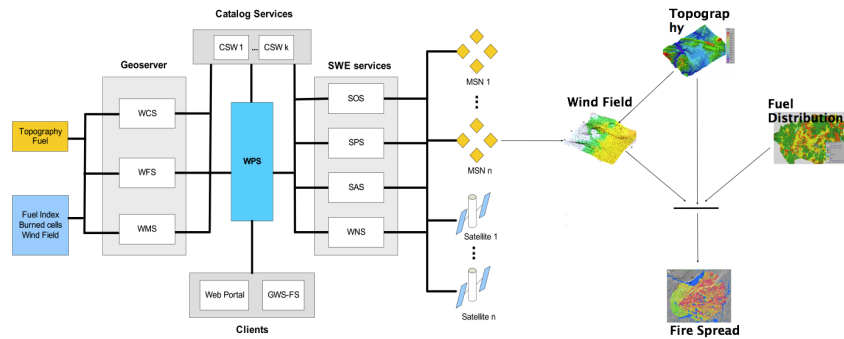 Catalog Services
CSW 1
...
CSW k
Geoserver
SWE services
WCS
WFS
WMS
Topography
Fuel
Fuel Index
Burned cells
Wind Field
WPS
SOS
SPS
SAS
WNS
Web Portal
GWS-FS
Clients
MSN 1
MSN n
Satellite 1
Satellite n
Topogra
phy
Wind Field
Fuel
Distribution
Fire Spread